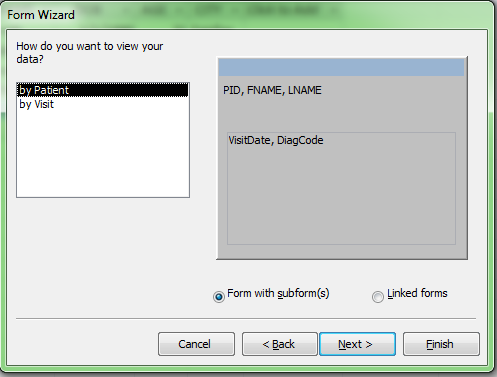 Form Wizard
How do you want to view your
data?
by Patient
by Visit
PID, FNAME, LNAME
VisitDate, DiagCode
Form with subform(s)
Linked forms
Cancel
< Back
Next >
Finish